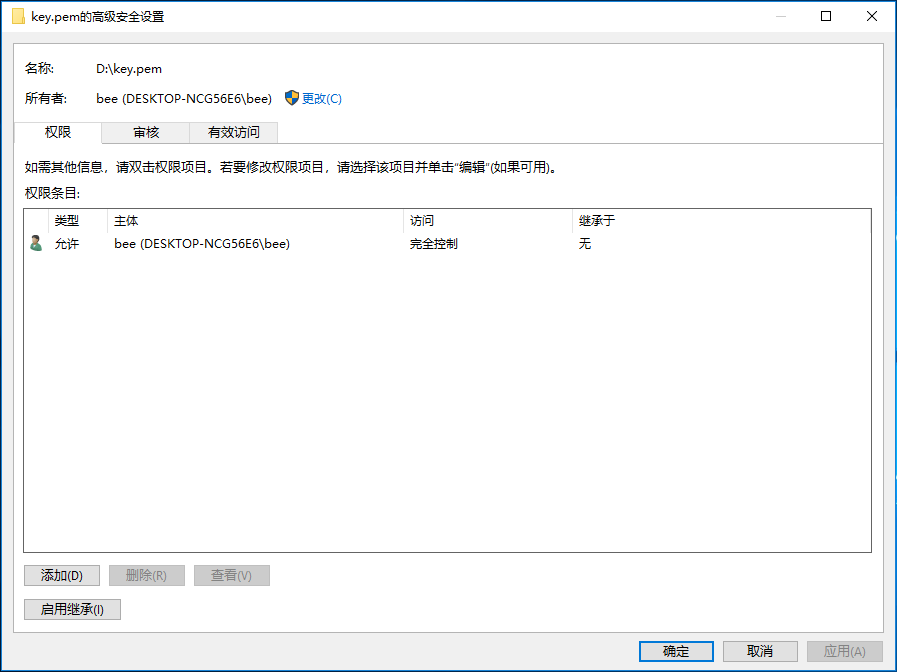 key.pem的高级安全设置
名称: D:\key.pem
所有者: bee (DESKTOP-NCG56E6\bee) 更改(C)
权限 审核 有效访问
如需其他信息，请双击权限项目。若要修改权限项目，请选择该项目并单击“编辑”(如果可用)。
权限条目:
类型 主体 访问 继承于
允许 bee (DESKTOP-NCG56E6\bee) 完全控制 无
添加(D) 删除(R) 查看(V)
启用继承(I)
确定 取消 应用(A)